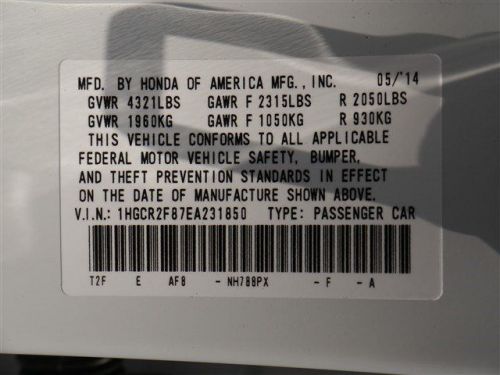 MFD. BY HONDA OF AMERICA MFG., INC. 05/'14
GVWR 4321LBS GAWR F 2315LBS R 2050LBS
GVWR 1960KG GAWR F 1050KG R 930KG
THIS VEHICLE CONFORMS TO ALL APPLICABLE
FEDERAL MOTOR VEHICLE SAFETY, BUMPER,
AND THEFT PREVENTION STANDARDS IN EFFECT
ON THE DATE OF MANUFACTURE SHOWN ABOVE.
V.I.N.: 1HGCR2F87EA231850 TYPE: PASSENGER CAR
T2F E AF8 - NH788PX - F - A